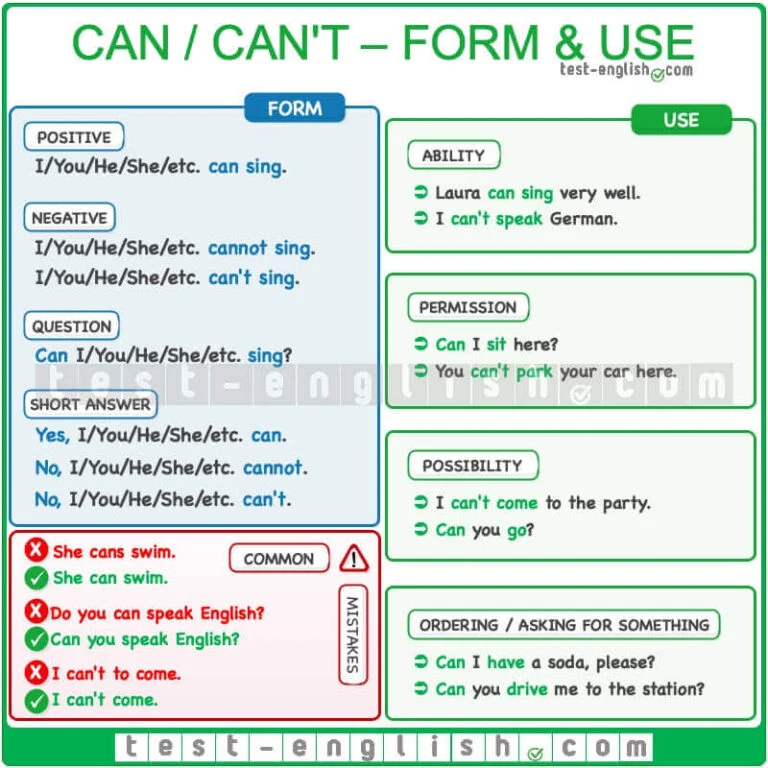 CAN / CAN'T – FORM & USE
test-english.com
FORM
POSITIVE
I/You/He/She/etc. can sing.
NEGATIVE
I/You/He/She/etc. cannot sing.
I/You/He/She/etc. can't sing.
QUESTION
Can I/You/He/She/etc. sing?
SHORT ANSWER
Yes, I/You/He/She/etc. can.
No, I/You/He/She/etc. cannot.
No, I/You/He/She/etc. can't.
COMMON
MISTAKES
She cans swim.
She can swim.
Do you can speak English?
Can you speak English?
I can't to come.
I can't come.
USE
ABILITY
Laura can sing very well.
I can't speak German.
PERMISSION
Can I sit here?
You can't park your car here.
test-english.com
POSSIBILITY
I can't come to the party.
Can you go?
ORDERING / ASKING FOR SOMETHING
Can I have a soda, please?
Can you drive me to the station?
test-english.com